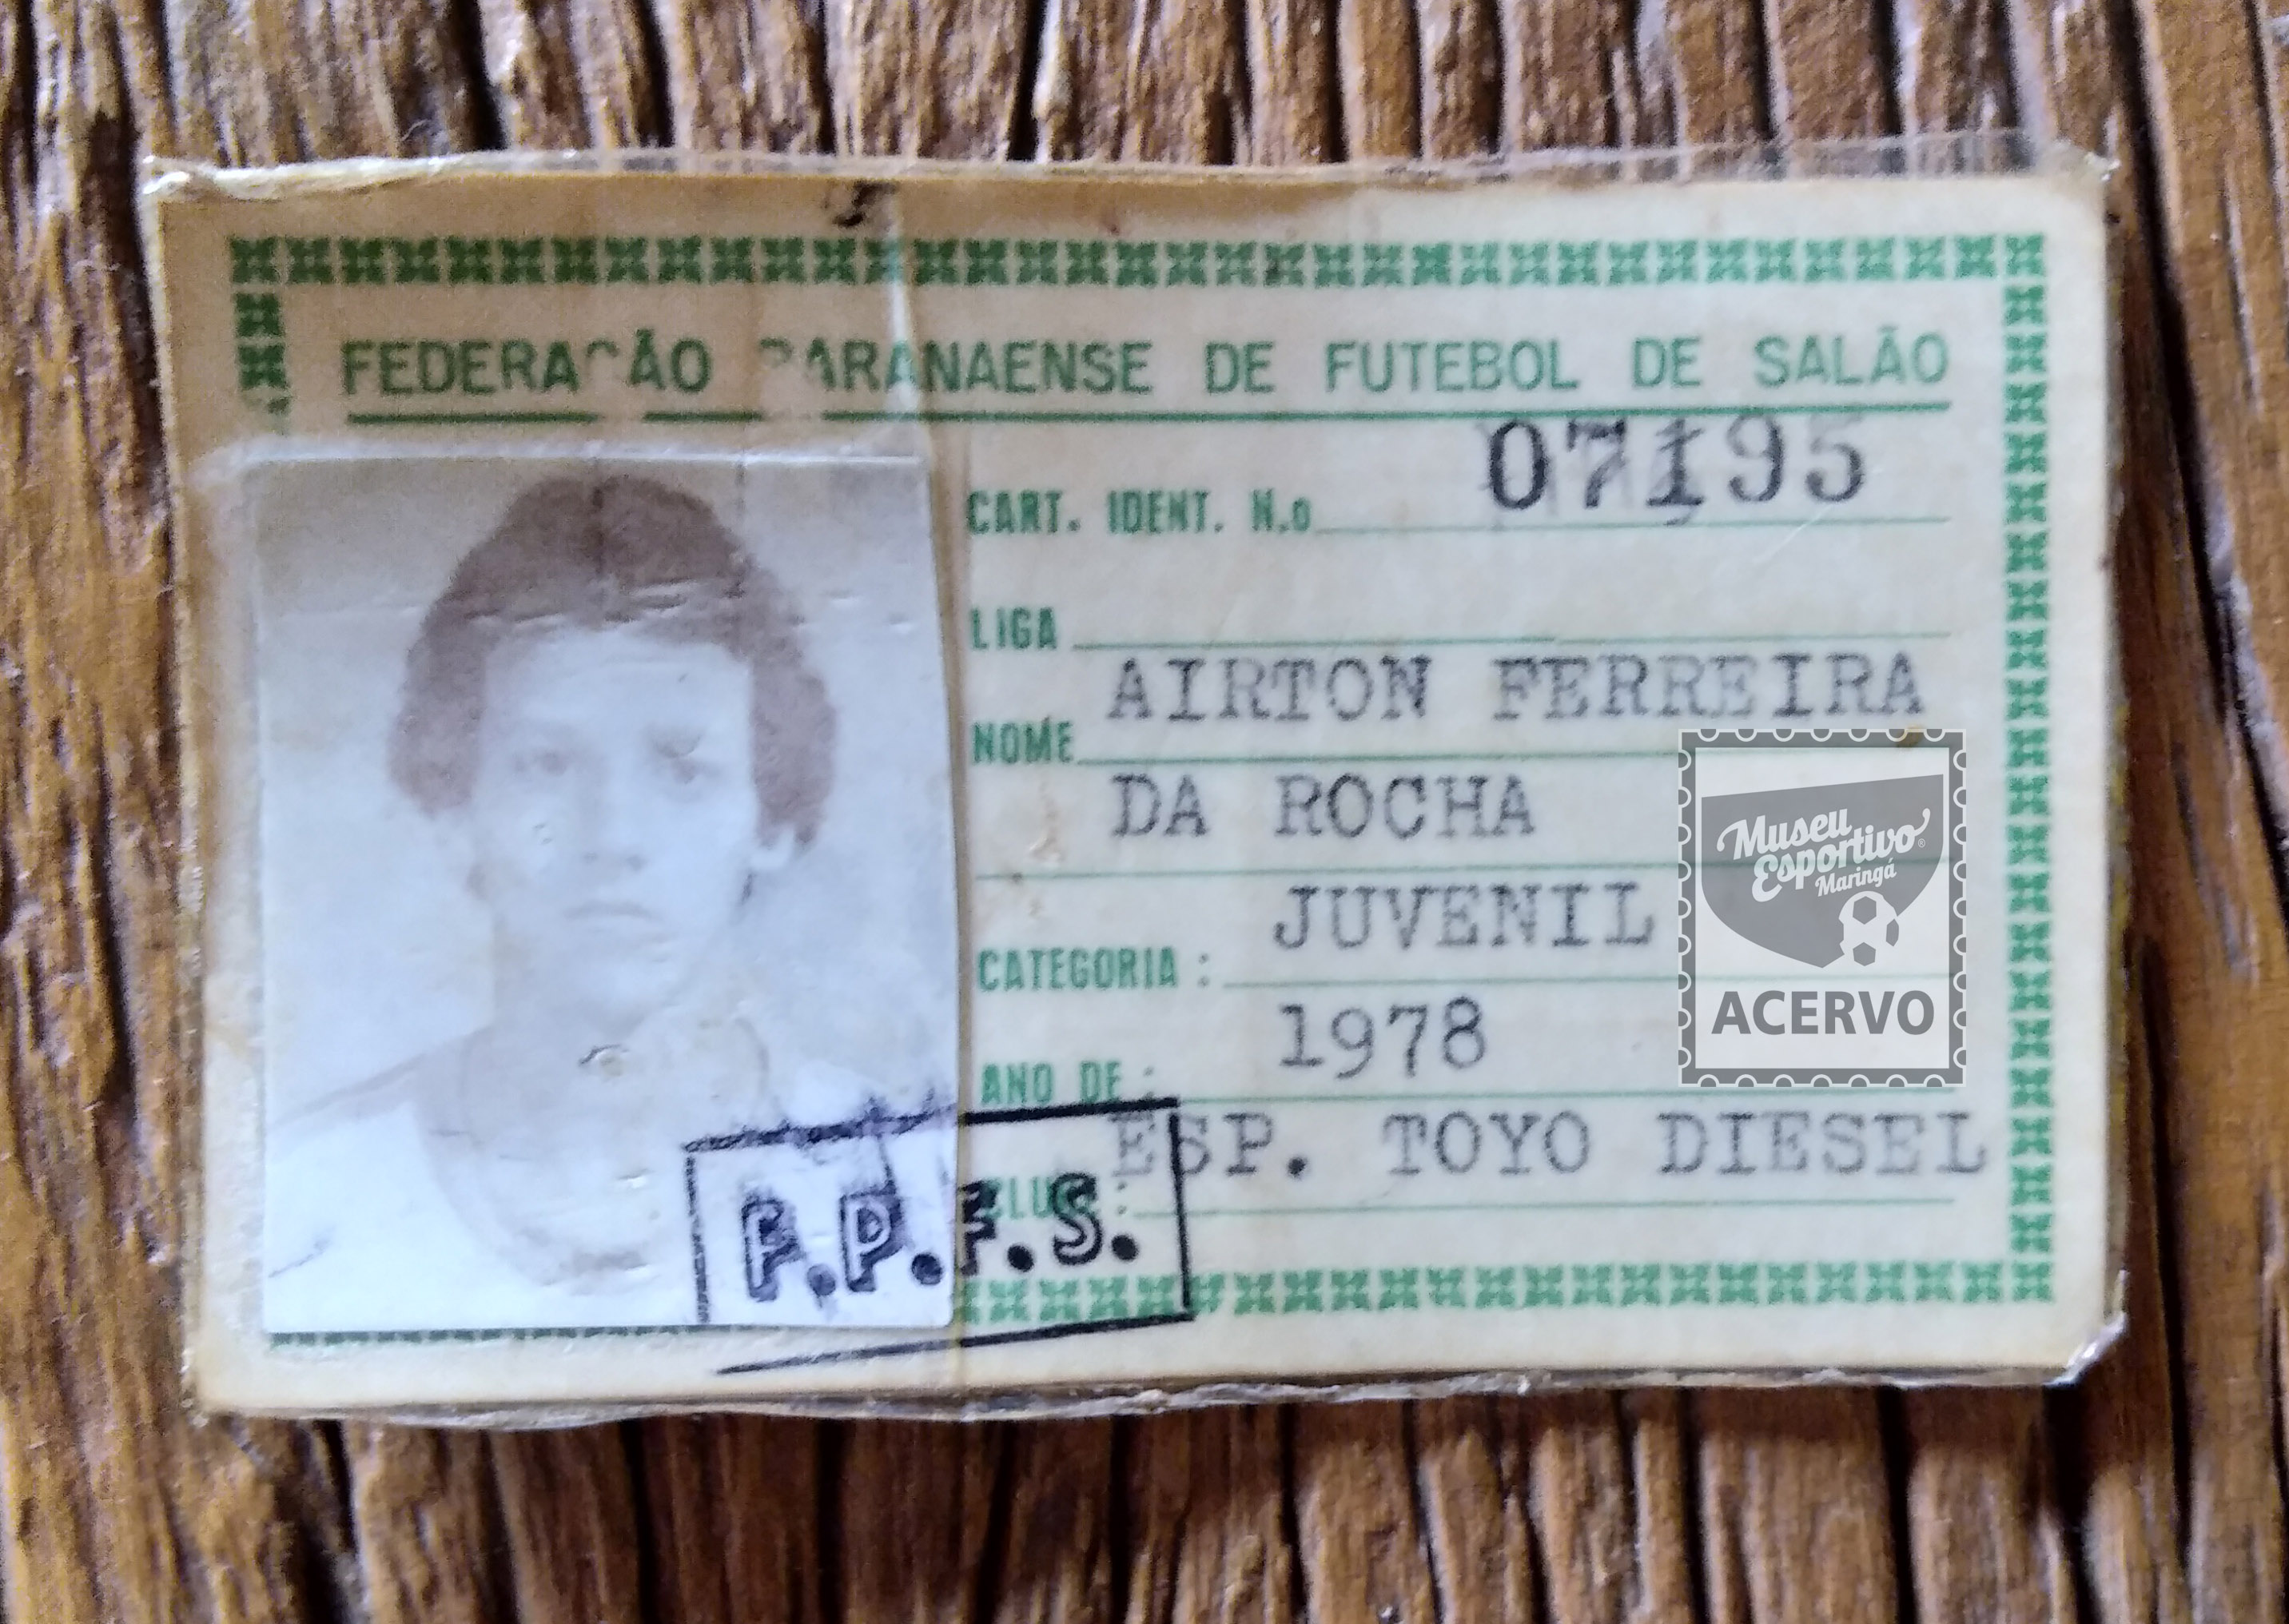 FEDERAÇÃO PARANAENSE DE FUTEBOL DE SALÃO
CART. IDENT. N.o 07195
LIGA
NOME AIRTON FERREIRA
DA ROCHA
CATEGORIA : JUVENIL
ANO DE : 1978
CLUBE : ESP. TOYO DIESEL
F.P.F.S.
Museu
Esportivo
Maringá
ACERVO